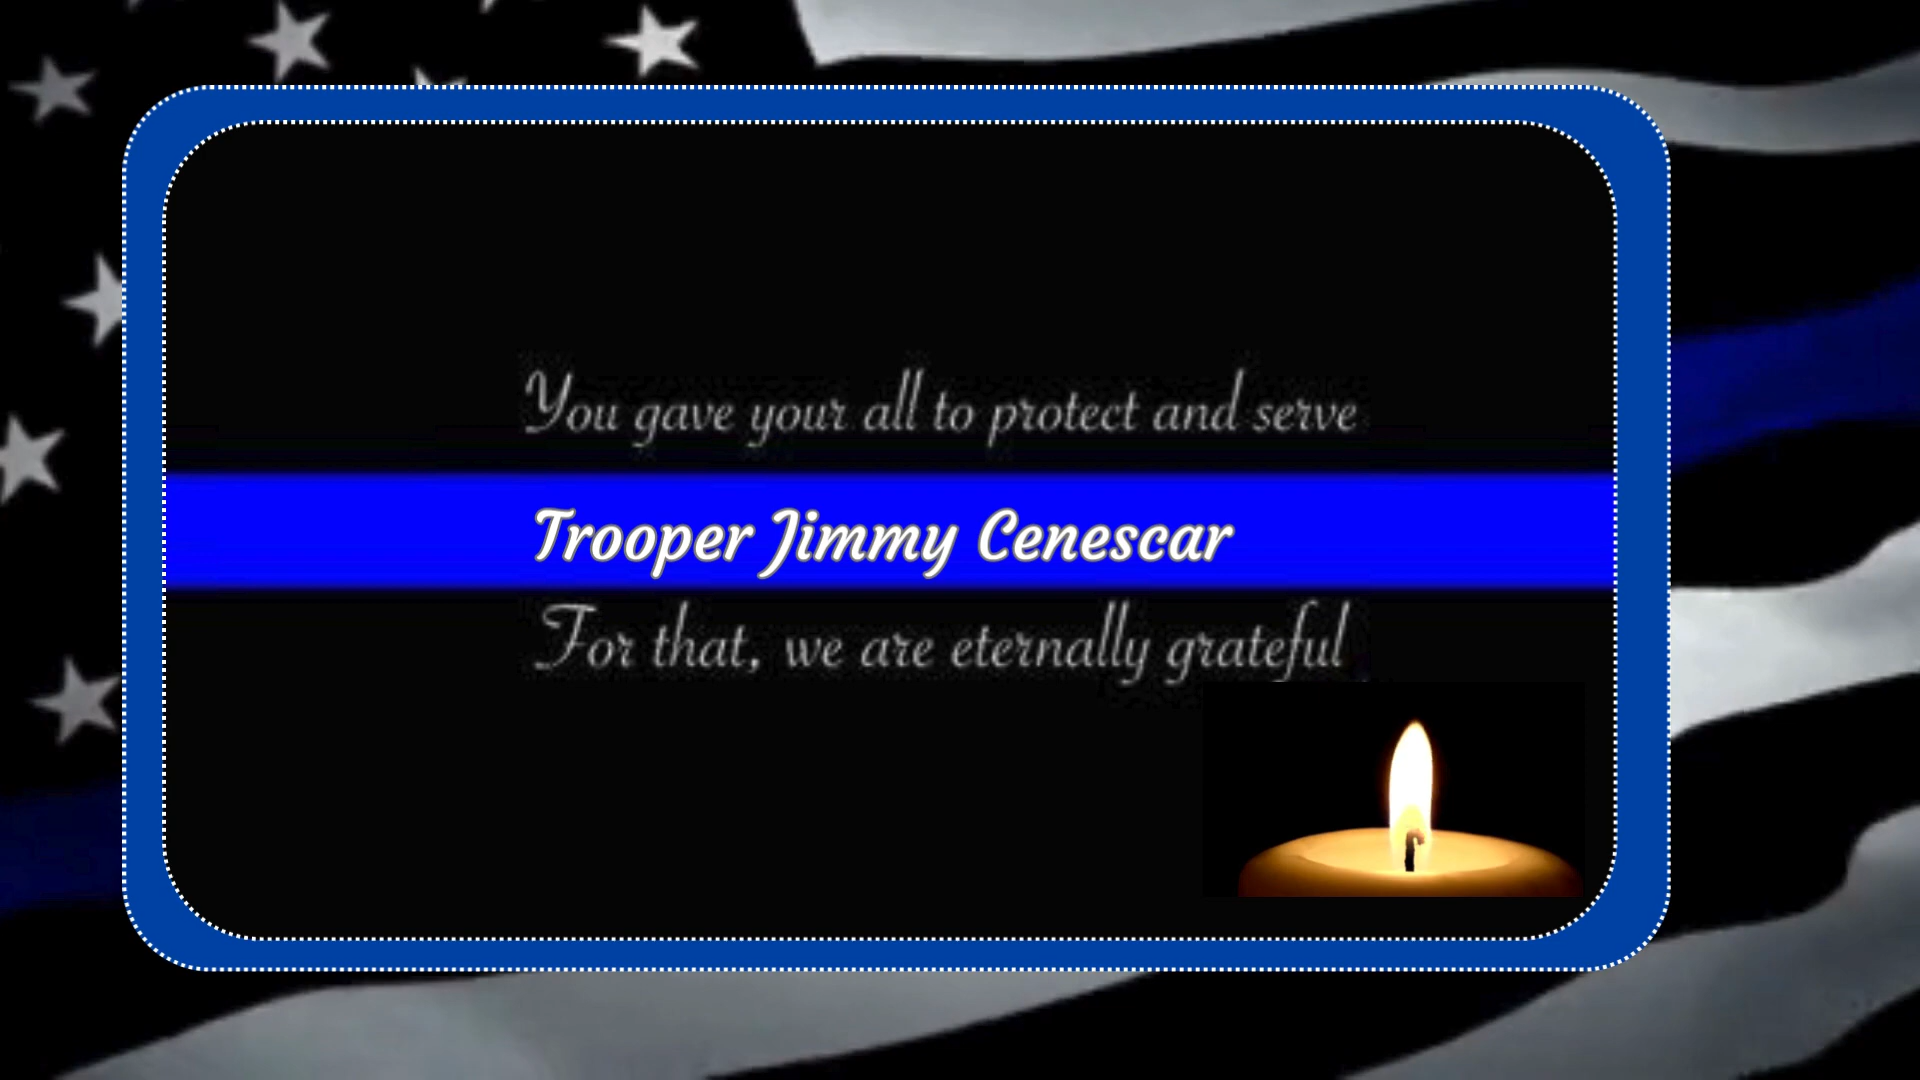 You gave your all to protect and serve
Trooper Jimmy Cenescar
For that, we are eternally grateful